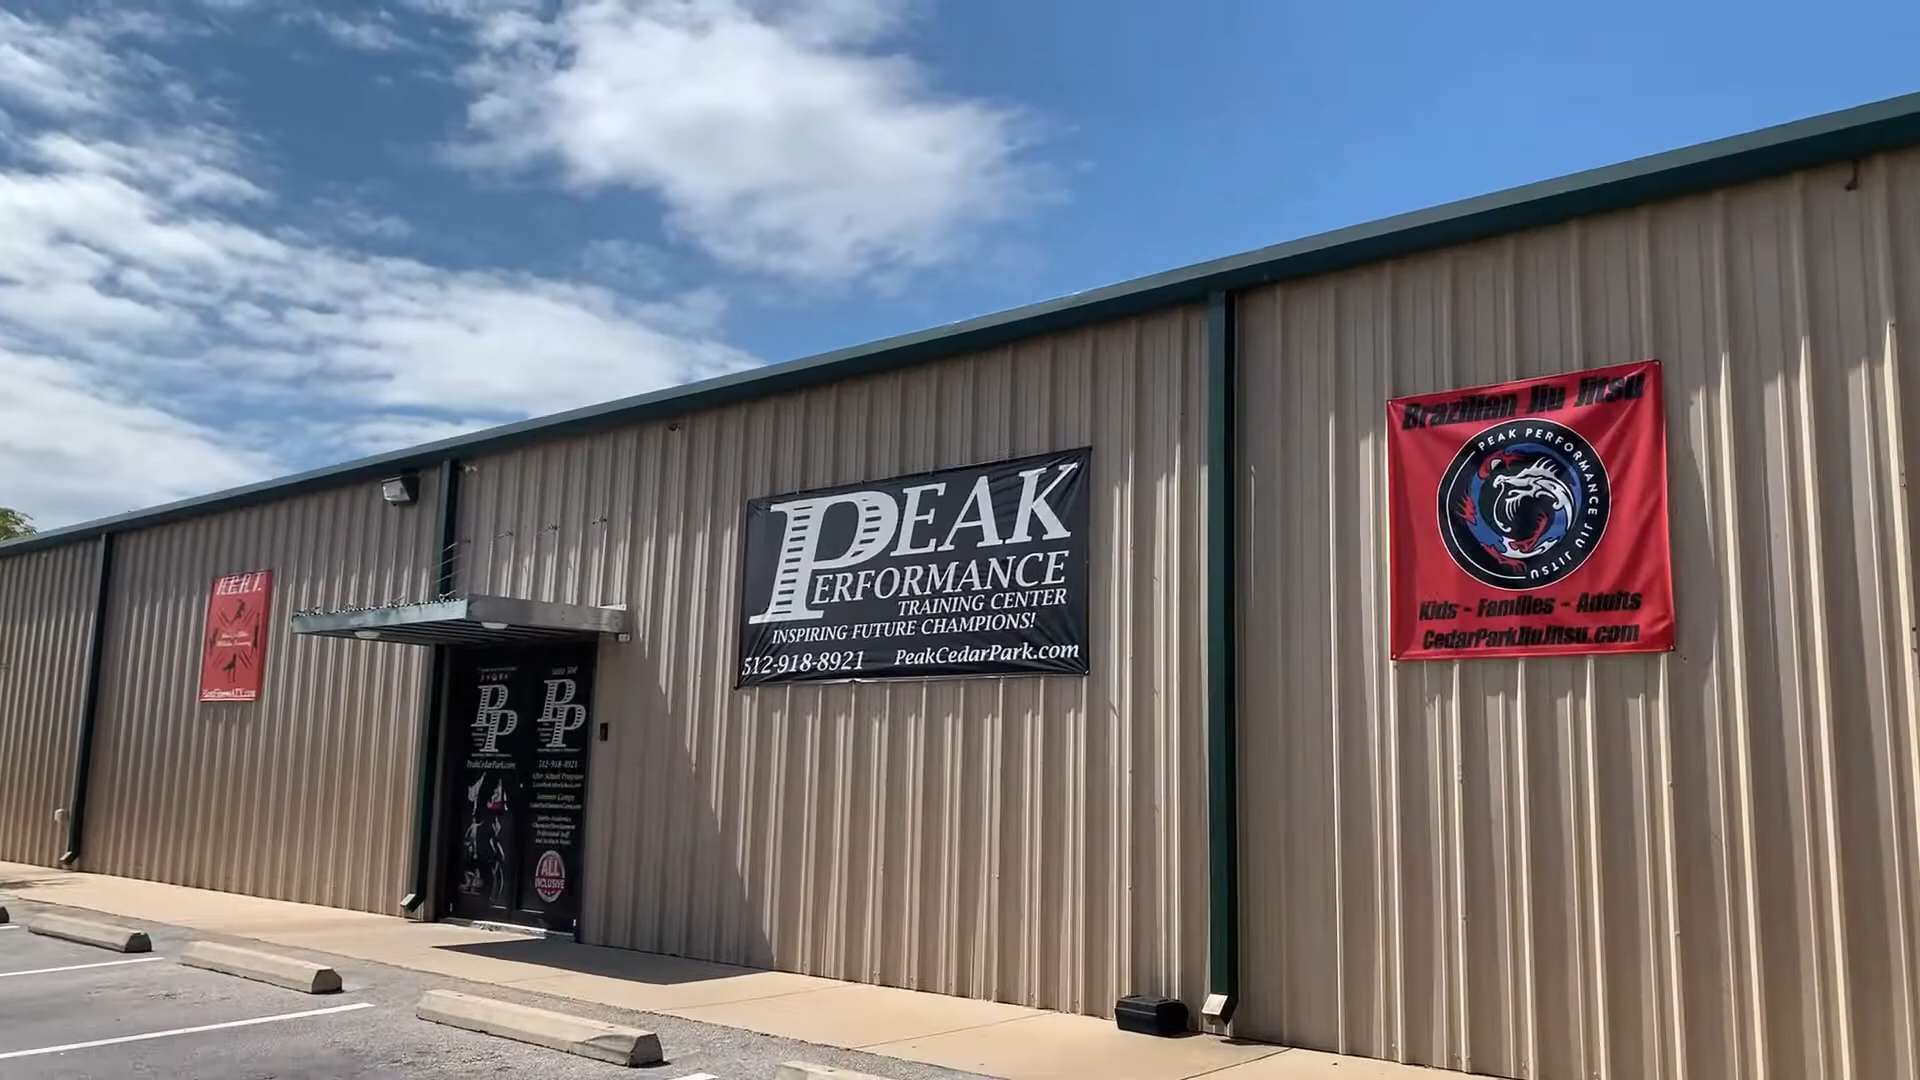 H.E.A.T.
PP
PeakCedarPark.com
PP
512-918-8921
After School Program
Summer Camps
ALL
INCLUSIVE
PEAK
PERFORMANCE
TRAINING CENTER
INSPIRING FUTURE CHAMPIONS!
512-918-8921 PeakCedarPark.com
Brazilian Jiu Jitsu
PEAK PERFORMANCE JIU JITSU
Kids - Families - Adults
CedarParkJiuJitsu.com